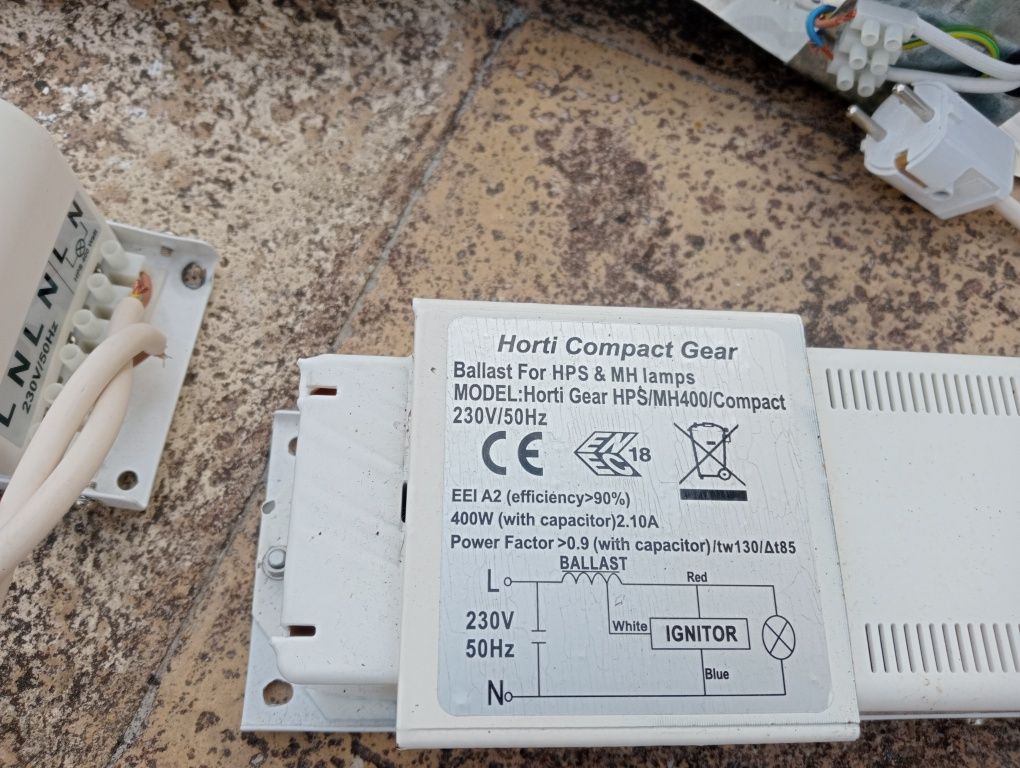 Horti Compact Gear
Ballast For HPS & MH lamps
MODEL:Horti Gear HPS/MH400/Compact
230V/50Hz
CE
ENEC 18
EEI A2 (efficiency>90%)
400W (with capacitor)2.10A
Power Factor >0.9 (with capacitor)/tw130/Δt85
BALLAST
L
Red
230V
50Hz
White
IGNITOR
Blue
N
L N L N L N
230V/50Hz